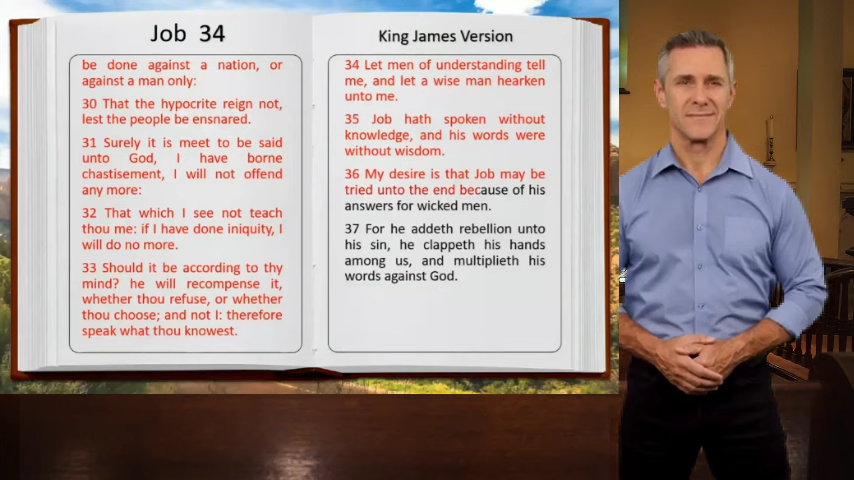 Job 34
be done against a nation, or
against a man only:
30 That the hypocrite reign not,
lest the people be ensnared.
31 Surely it is meet to be said
unto God, I have borne
chastisement, I will not offend
any more:
32 That which I see not teach
thou me: if I have done iniquity, I
will do no more.
33 Should it be according to thy
mind? he will recompense it,
whether thou refuse, or whether
thou choose; and not I: therefore
speak what thou knowest.
King James Version
34 Let men of understanding tell
me, and let a wise man hearken
unto me.
35 Job hath spoken without
knowledge, and his words were
without wisdom.
36 My desire is that Job may be
tried unto the end because of his
answers for wicked men.
37 For he addeth rebellion unto
his sin, he clappeth his hands
among us, and multiplieth his
words against God.